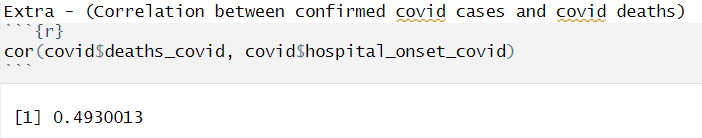 Extra - (Correlation between confirmed covid cases and covid deaths)
```{r}
cor(covid$deaths_covid, covid$hospital_onset_covid)
```
[1] 0.4930013